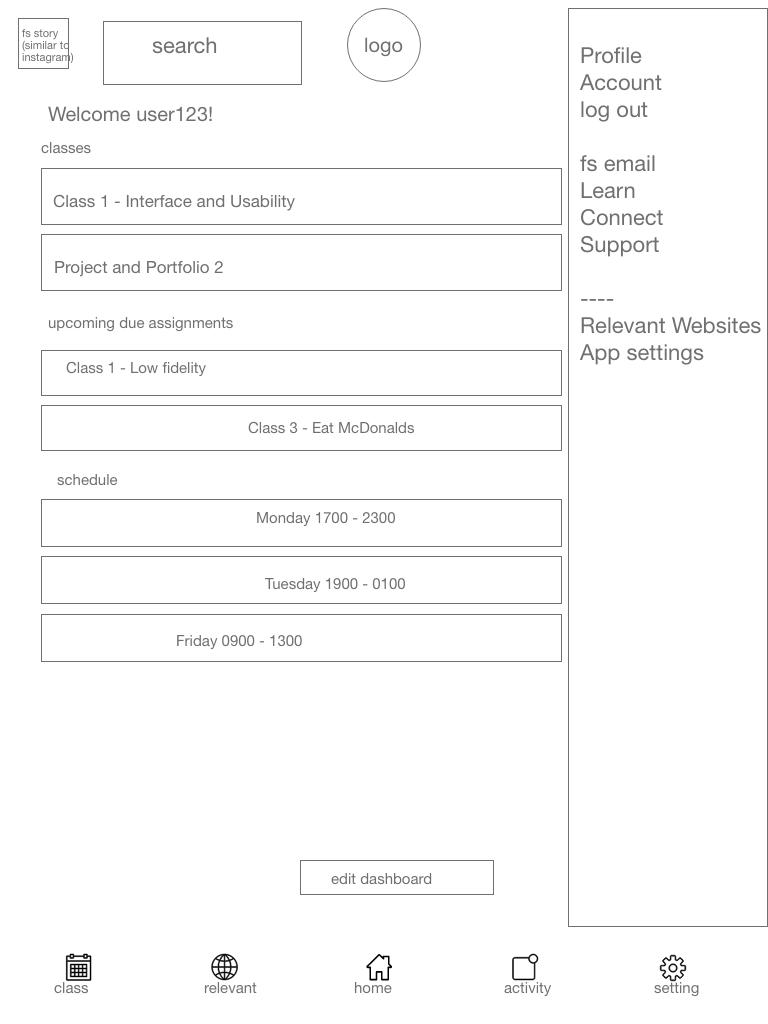 fs story
(similar to
instagram)
search
logo
Welcome user123!
classes
Class 1 - Interface and Usability
Project and Portfolio 2
upcoming due assignments
Class 1 - Low fidelity
Class 3 - Eat McDonalds
schedule
Monday 1700 - 2300
Tuesday 1900 - 0100
Friday 0900 - 1300
edit dashboard
Profile
Account
log out
fs email
Learn
Connect
Support
----
Relevant Websites
App settings
class
relevant
home
activity
setting